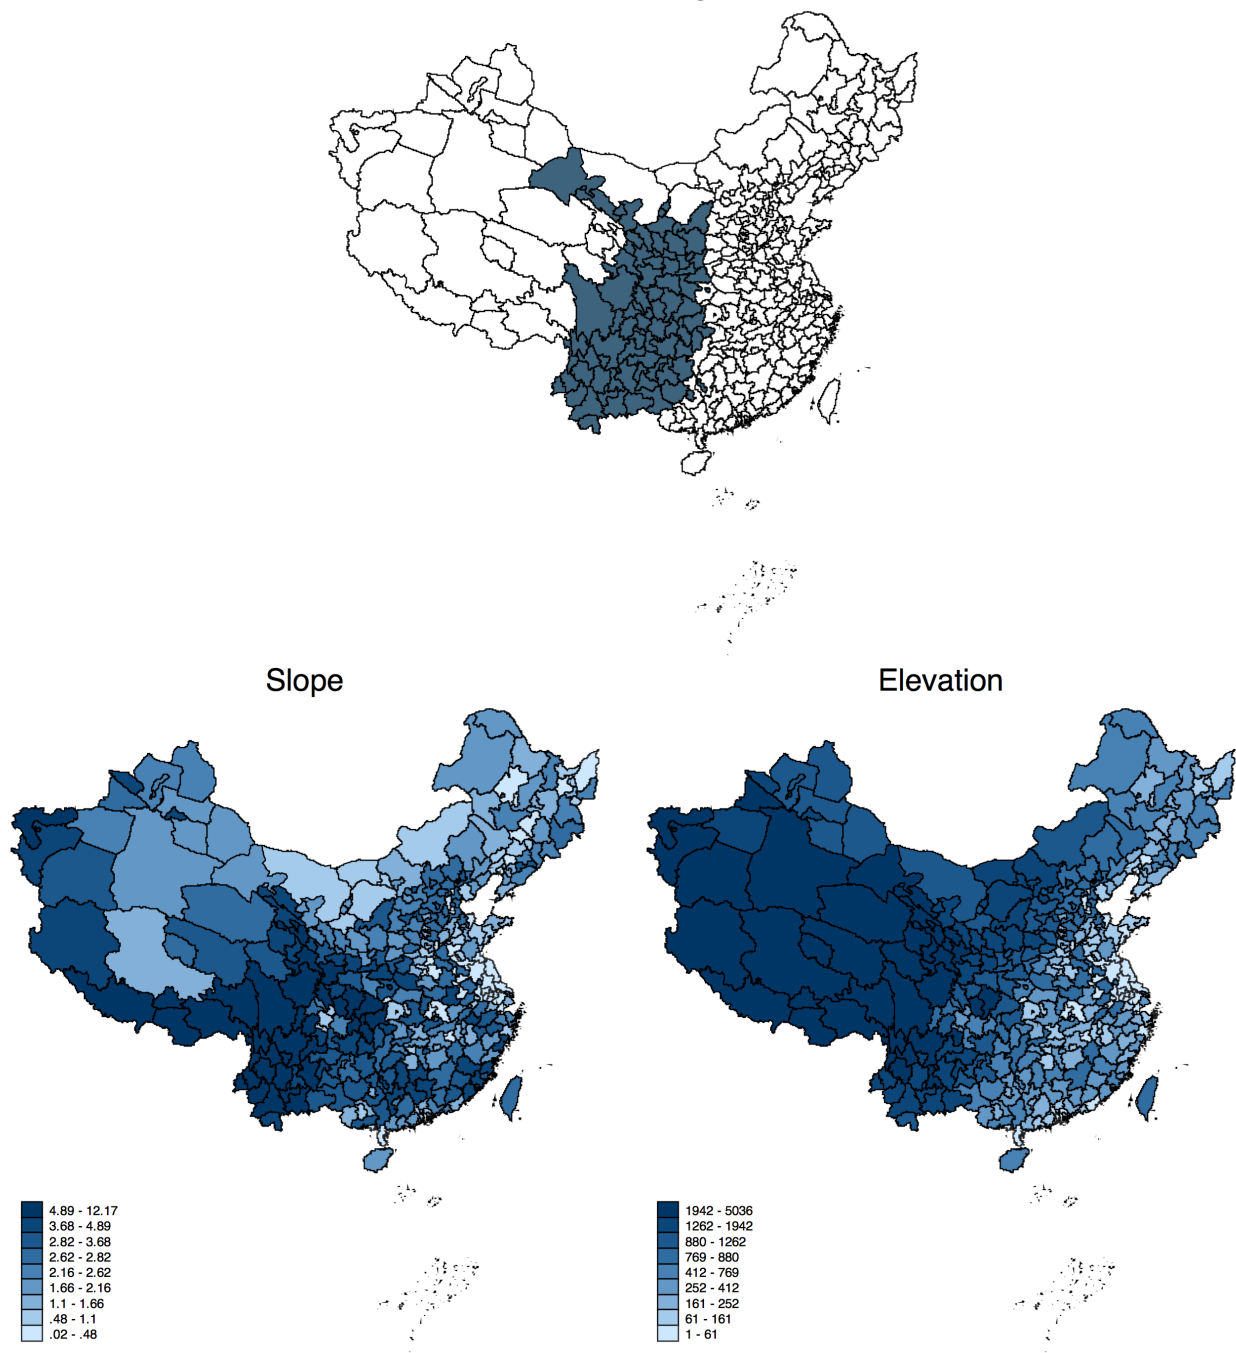 Slope
Elevation
4.89 - 12.17
3.68 - 4.89
2.82 - 3.68
2.62 - 2.82
2.16 - 2.62
1.66 - 2.16
1.1 - 1.66
.48 - 1.1
.02 - .48
1942 - 5036
1262 - 1942
880 - 1262
769 - 880
412 - 769
252 - 412
161 - 252
61 - 161
1 - 61